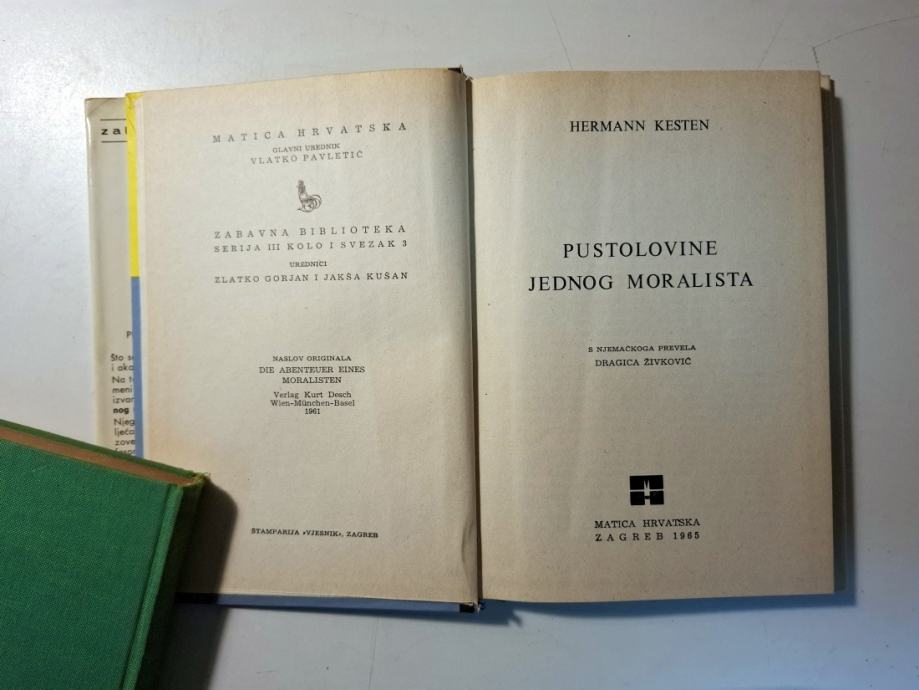 MATICA HRVATSKA
GLAVNI UREDNIK
VLATKO PAVLETIĆ
ZABAVNA BIBLIOTEKA
SERIJA III KOLO I SVEZAK 3
UREDNICI
ZLATKO GORJAN I JAKŠA KUŠAN
NASLOV ORIGINALA
DIE ABENTEUER EINES
MORALISTEN
Verlag Kurt Desch
Wien-München-Basel
1961
ŠTAMPARIJA »VJESNIK«, ZAGREB
HERMANN KESTEN
PUSTOLOVINE
JEDNOG MORALISTA
S NJEMAČKOGA PREVELA
DRAGICA ŽIVKOVIĆ
MATICA HRVATSKA
ZAGREB 1965
Što
Na